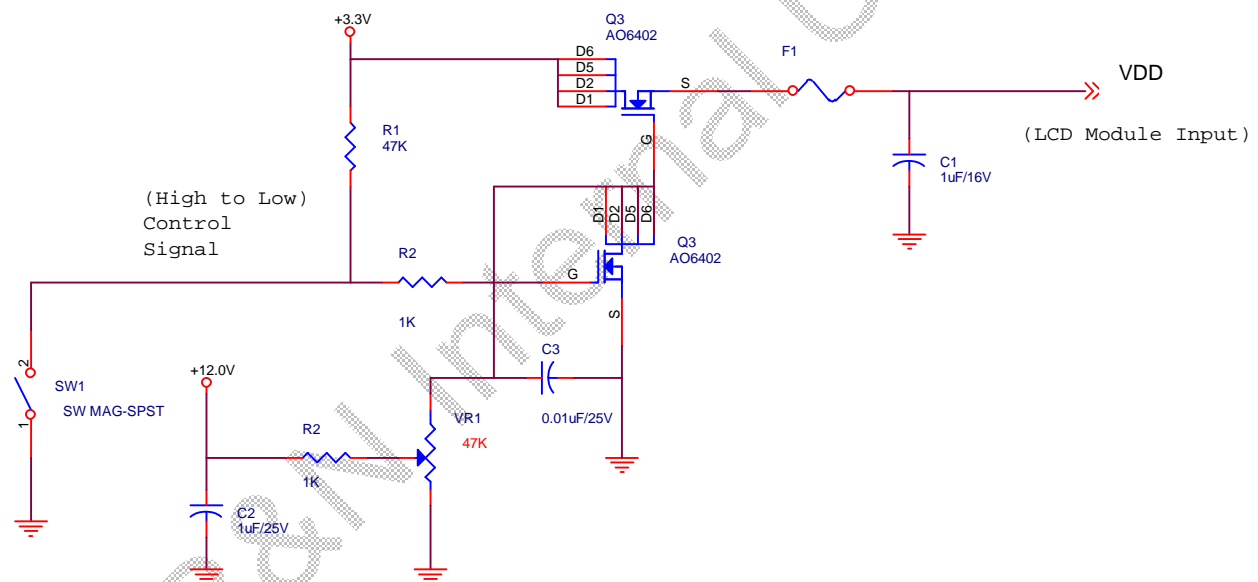 +3.3V
Q3
AO6402
D6
D5
D2
D1
S
G
F1
VDD
(LCD Module Input)
R1
47K
C1
1uF/16V
(High to Low)
Control
Signal
D1
D2
D5
D6
Q3
AO6402
R2
1K
G
S
2
1
SW1
SW MAG-SPST
+12.0V
C3
0.01uF/25V
R2
1K
VR1
47K
C2
1uF/25V
&
Internal